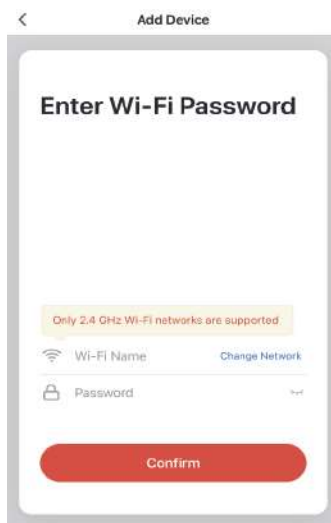 Add Device
Enter Wi-Fi Password
Only 2.4 GHz Wi-Fi networks are supported
Wi-Fi Name Change Network
Password
Confirm